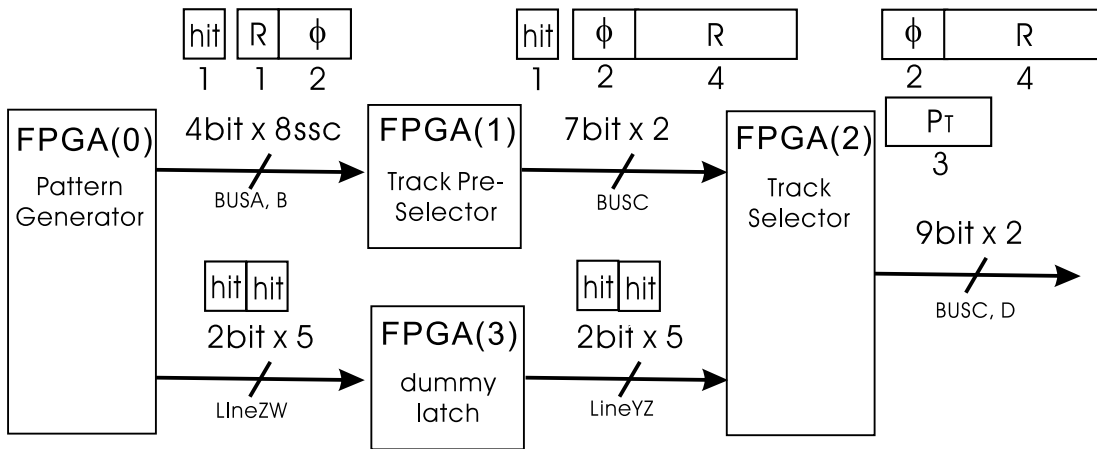 hit R ϕ hit ϕ R ϕ R
1 1 2 1 2 4 2 4
FPGA(0)
Pattern
Generator
4bit x 8ssc
BUSA, B
FPGA(1)
Track Pre-
Selector
7bit x 2
BUSC
FPGA(2)
Track
Selector
PT
3
9bit x 2
BUSC, D
hit hit
2bit x 5
LIneZW
FPGA(3)
dummy
latch
hit hit
2bit x 5
LineYZ